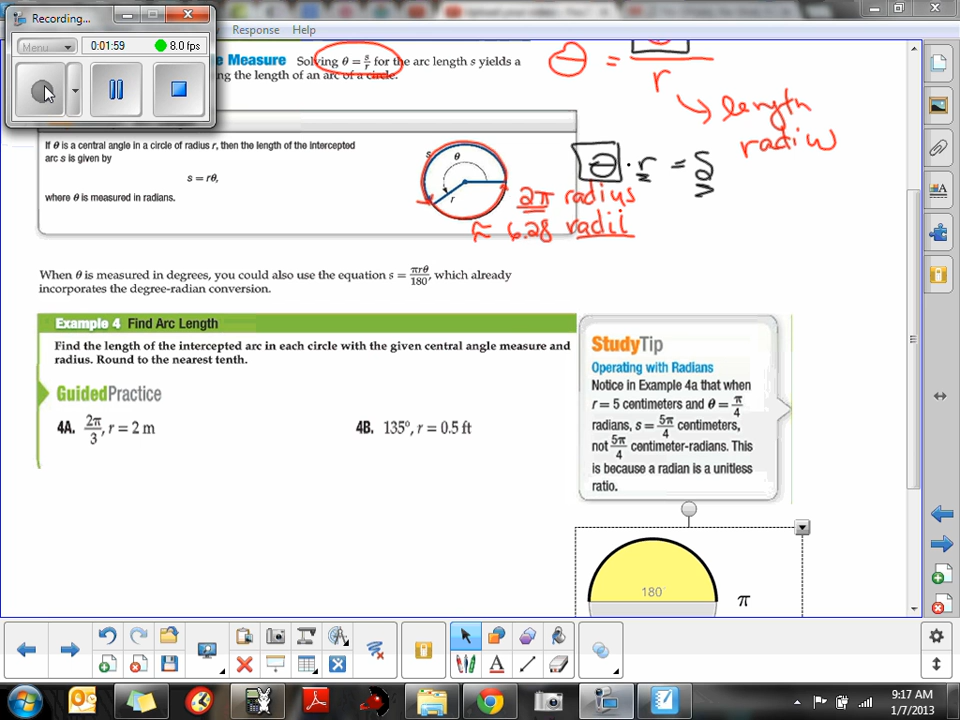 Recording...
Menu
0:01:59
8.0 fps
Response Help
e Measure Solving θ = s/r for the arc length s yields a
ing the length of an arc of a circle.
θ = r
length
radius
If θ is a central angle in a circle of radius r, then the length of the intercepted
arc s is given by
s = rθ,
where θ is measured in radians.
s
θ
r
θ · r = s
2π radius
≈ 6.28 radii
When θ is measured in degrees, you could also use the equation s = πrθ/180, which already
incorporates the degree-radian conversion.
Example 4 Find Arc Length
Find the length of the intercepted arc in each circle with the given central angle measure and
radius. Round to the nearest tenth.
GuidedPractice
4A. 2π/3, r = 2 m
4B. 135°, r = 0.5 ft
StudyTip
Operating with Radians
Notice in Example 4a that when
r = 5 centimeters and θ = π/4
radians, s = 5π/4 centimeters,
not 5π/4 centimeter-radians. This
is because a radian is a unitless
ratio.
180°
π
9:17 AM
1/7/2013